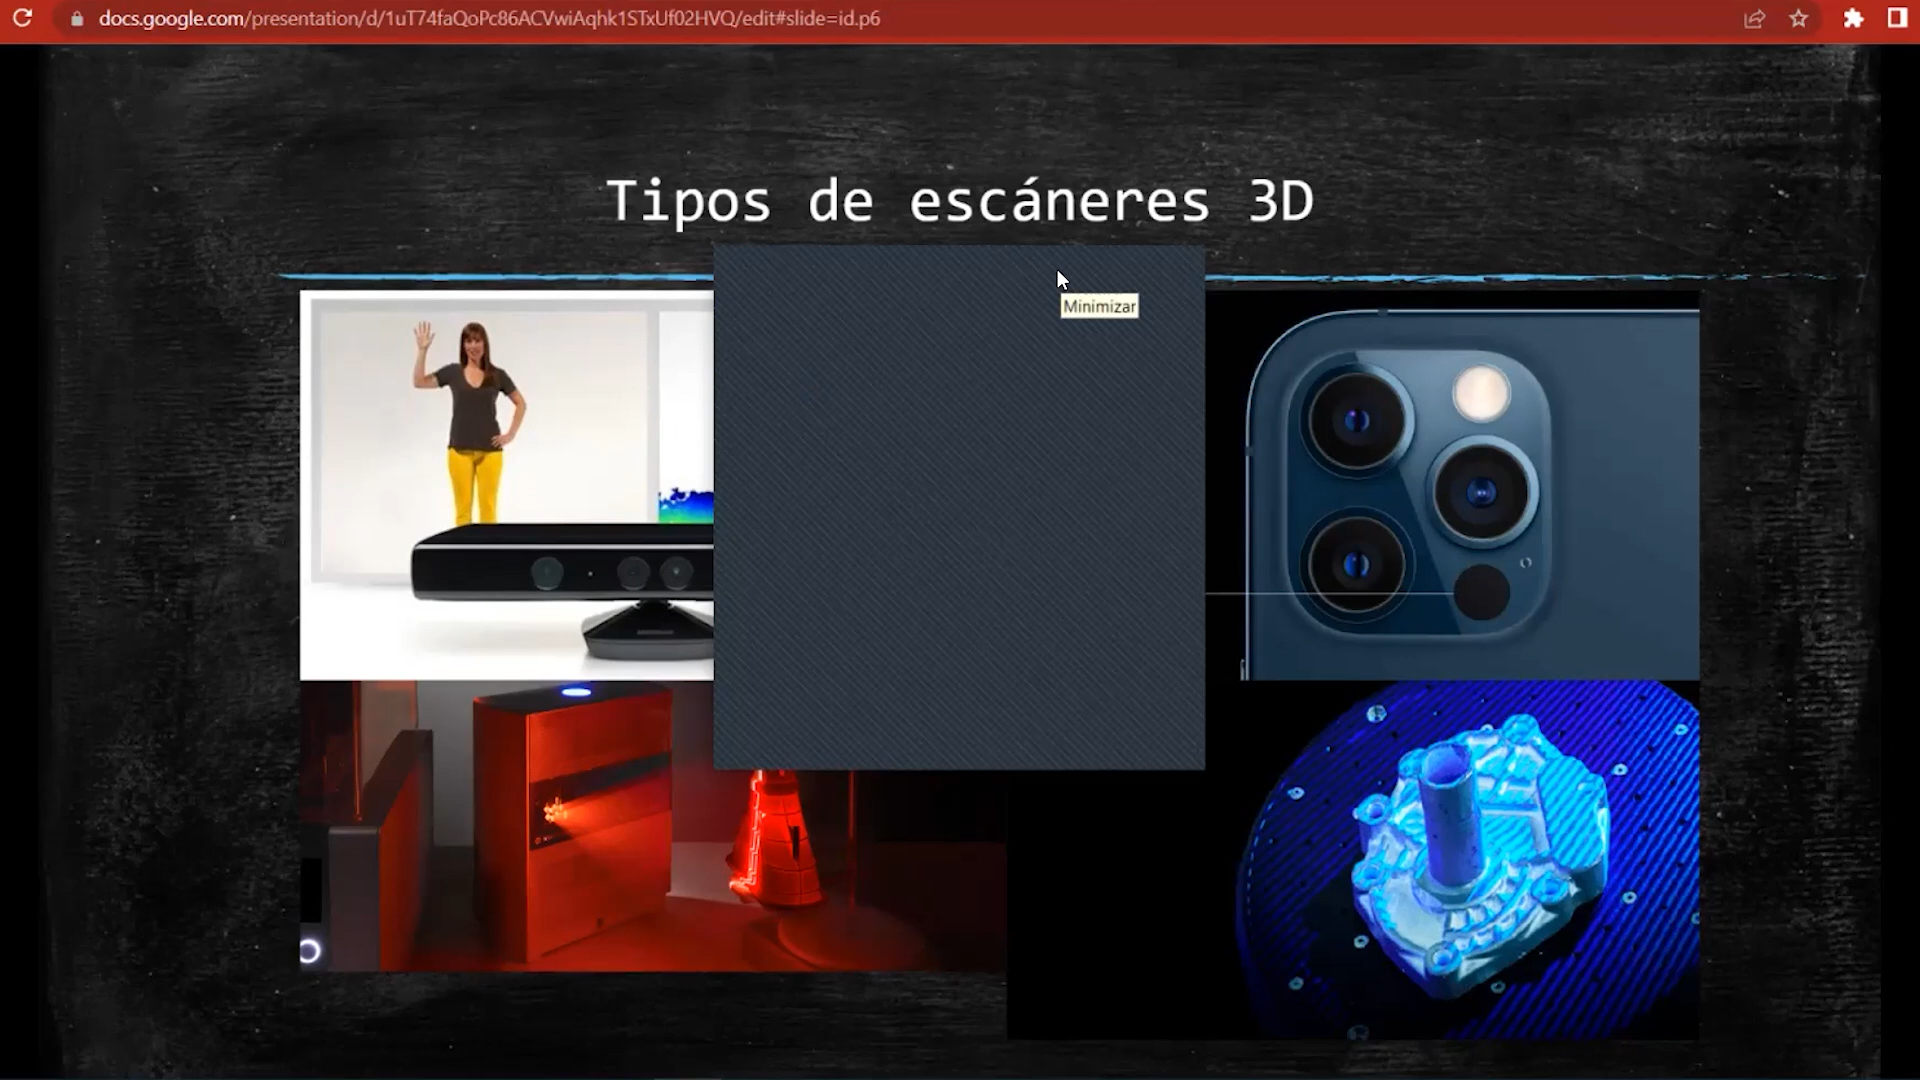 docs.google.com/presentation/d/1uT74faQoPc86ACVwiAqhk1STxUf02HVQ/edit#slide=id.p6
Tipos de escáneres 3D
Minimizar